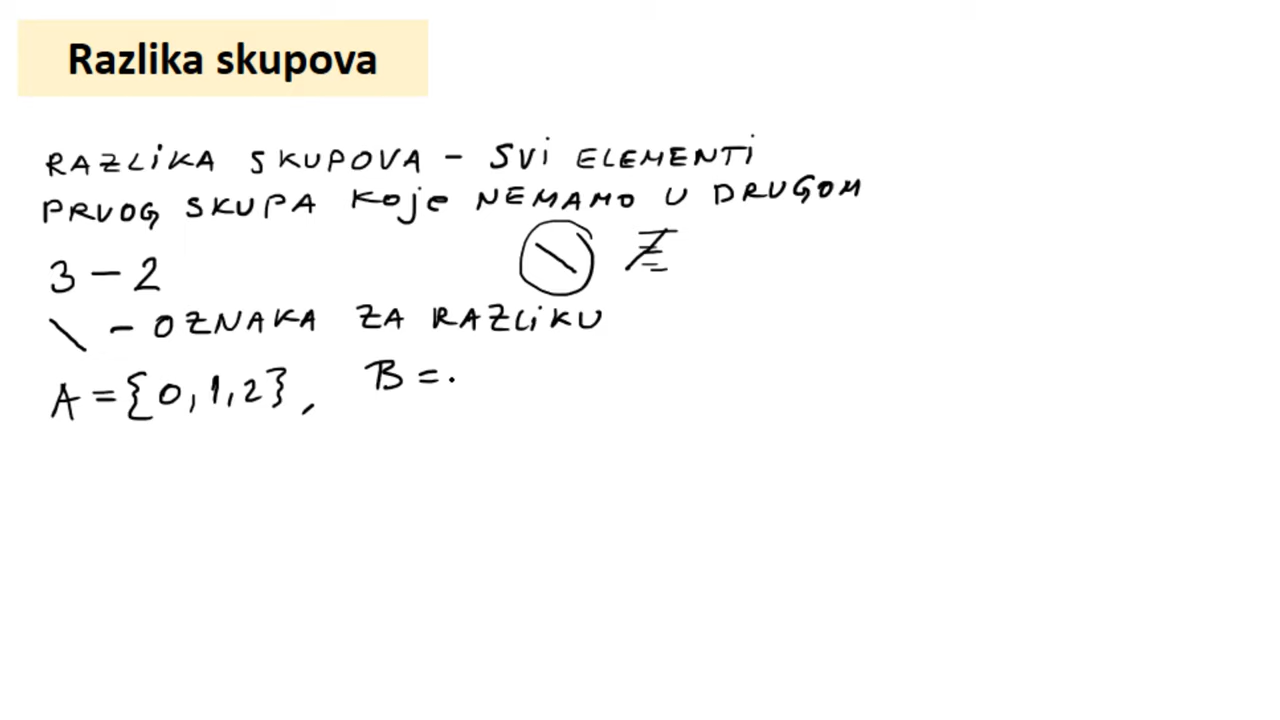 Razlika skupova
RAZLIKA SKUPOVA - SVI ELEMENTI
PRVOG SKUPA KOJE NEMAMO U DRUGOM
3 - 2
\
\ - OZNAKA ZA RAZLIKU
A = {0, 1, 2}, B =